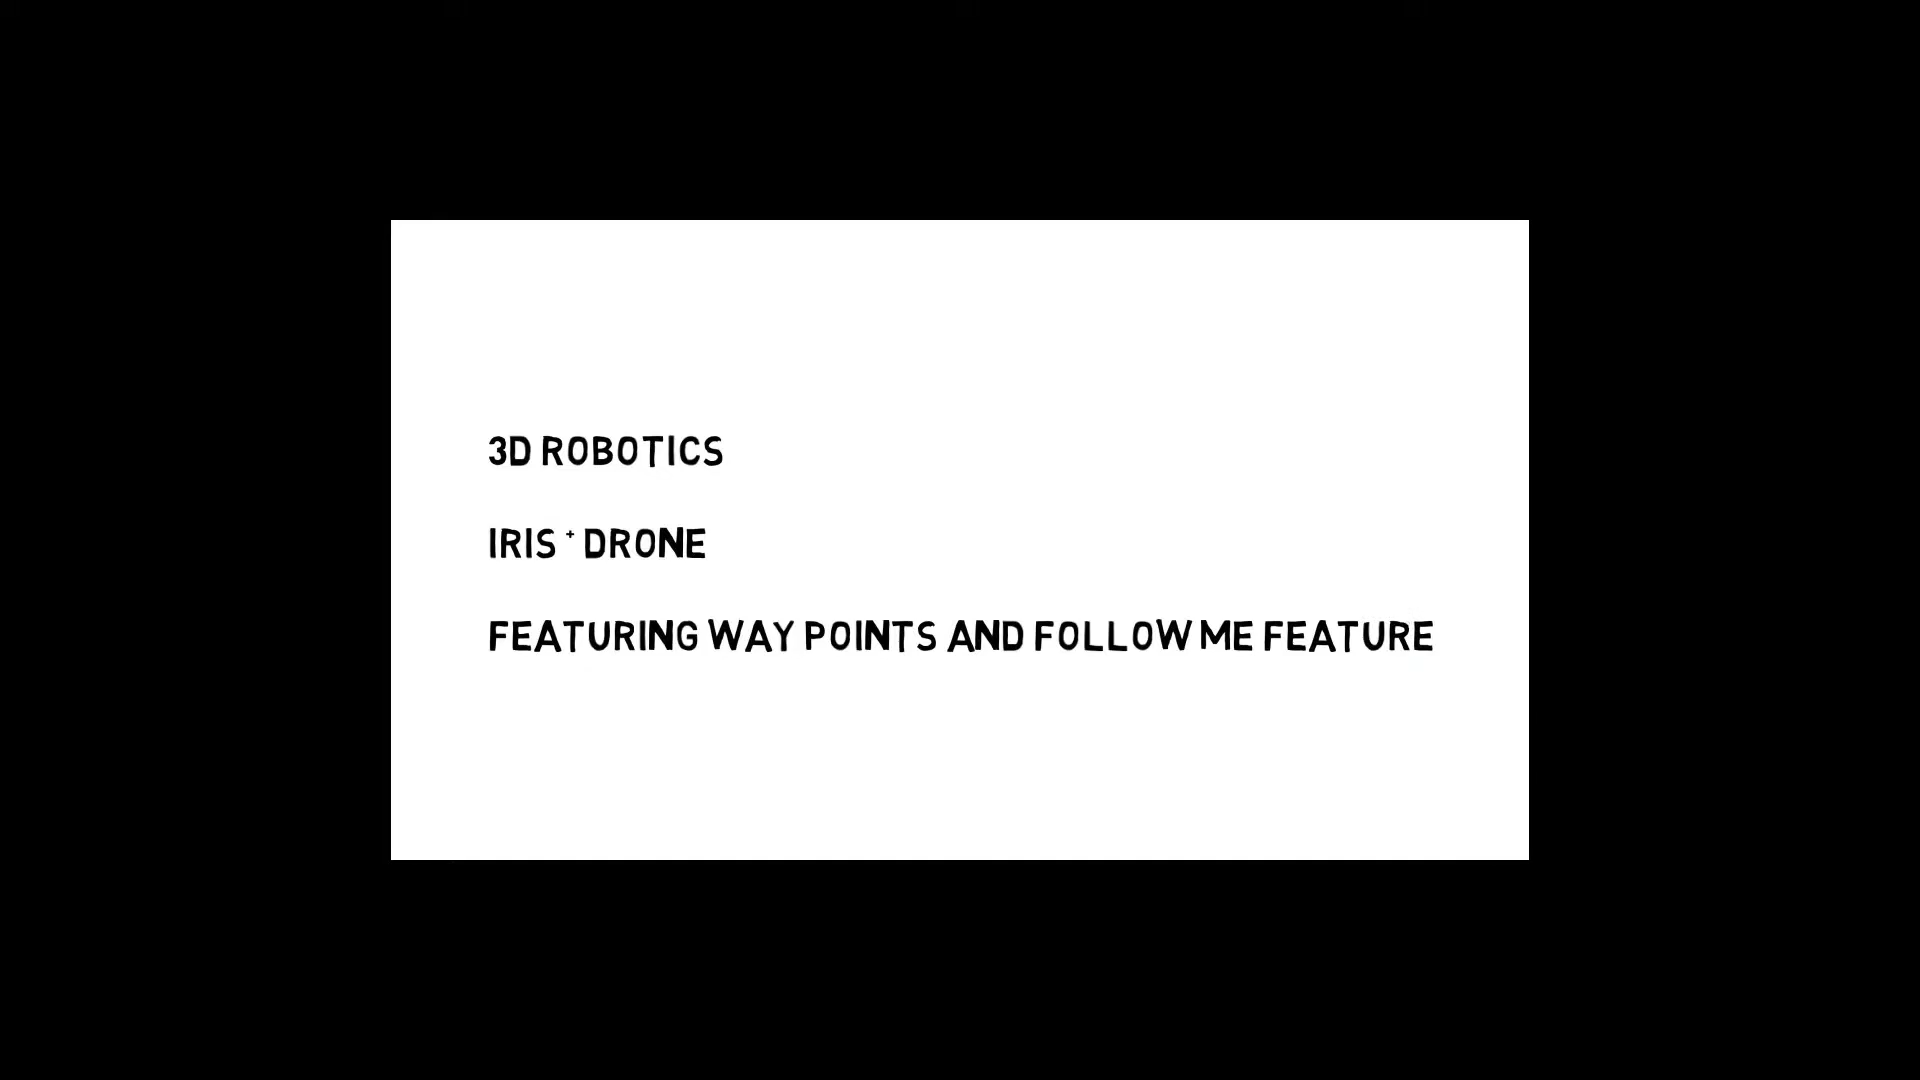 3D ROBOTICS
IRIS + DRONE
FEATURING WAY POINTS AND FOLLOW ME FEATURE